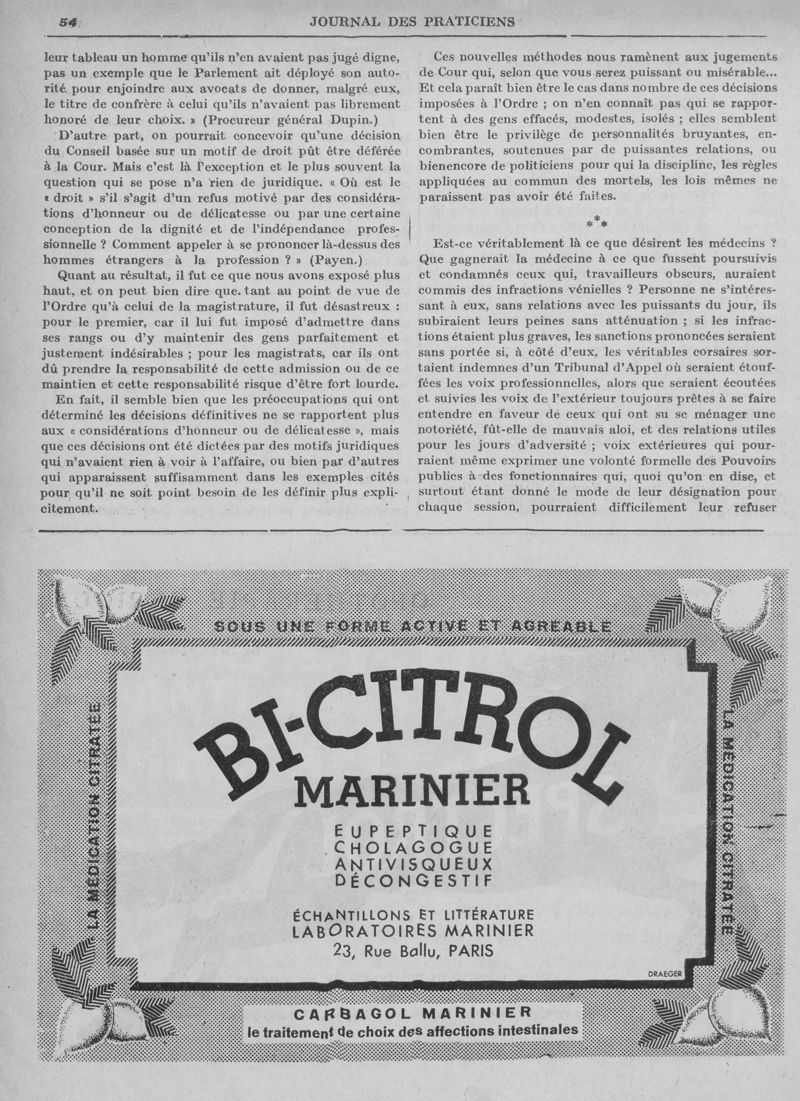 54 JOURNAL DES PRATICIENS
leur tableau un homme qu'ils n'en avaient pas jugé digne,
pas un exemple que le Parlement ait déployé son auto-
rité pour enjoindre aux avocats de donner, malgré eux,
le titre de confrère à celui qu'ils n'avaient pas librement
honoré de leur choix. » (Procureur général Dupin.)
D'autre part, on pourrait concevoir qu'une décision
du Conseil basée sur un motif de droit pût être déférée
à la Cour. Mais c'est là l'exception et le plus souvent la
question qui se pose n'a rien de juridique. « Où est le
« droit » s'il s'agit d'un refus motivé par des considéra-
tions d'honneur ou de délicatesse ou par une certaine
conception de la dignité et de l'indépendance profes-
sionnelle ? Comment appeler à se prononcer là-dessus des
hommes étrangers à la profession ? » (Payen.)
Quant au résultat, il fut ce que nous avons exposé plus
haut, et on peut bien dire que. tant au point de vue de
l'Ordre qu'à celui de la magistrature, il fut désastreux :
pour le premier, car il lui fut imposé d'admettre dans
ses rangs ou d'y maintenir des gens parfaitement et
justement indésirables ; pour les magistrats, car ils ont
dû prendre la responsabilité de cette admission ou de ce
maintien et cette responsabilité risque d'être fort lourde.
En fait, il semble bien que les préoccupations qui ont
déterminé les décisions définitives ne se rapportent plus
aux « considérations d'honneur ou de délicatesse », mais
que ces décisions ont été dictées par des motifs juridiques
qui n'avaient rien à voir à l'affaire, ou bien par d'autres
qui apparaissent suffisamment dans les exemples cités
pour qu'il ne soit point besoin de les définir plus expli-
citement.
Ces nouvelles méthodes nous ramènent aux jugements
de Cour qui, selon que vous serez puissant ou misérable...
Et cela paraît bien être le cas dans nombre de ces décisions
imposées à l'Ordre ; on n'en connaît pas qui se rappor-
tent à des gens effacés, modestes, isolés ; elles semblent
bien être le privilège de personnalités bruyantes, en-
combrantes, soutenues par de puissantes relations, ou
bienencore de politiciens pour qui la discipline, les règles
appliquées au commun des mortels, les lois mêmes ne
paraissent pas avoir été faites.
***
Est-ce véritablement là ce que désirent les médecins ?
Que gagnerait la médecine à ce que fussent poursuivis
et condamnés ceux qui, travailleurs obscurs, auraient
commis des infractions vénielles ? Personne ne s'intéres-
sant à eux, sans relations avec les puissants du jour, ils
subiraient leurs peines sans atténuation ; si les infrac-
tions étaient plus graves, les sanctions prononcées seraient
sans portée si, à côté d'eux, les véritables corsaires sor-
taient indemnes d'un Tribunal d'Appel où seraient étouf-
fées les voix professionnelles, alors que seraient écoutées
et suivies les voix de l'extérieur toujours prêtes à se faire
entendre en faveur de ceux qui ont su se ménager une
notoriété, fût-elle de mauvais aloi, et des relations utiles
pour les jours d'adversité ; voix extérieures qui pour-
raient même exprimer une volonté formelle des Pouvoirs
publics à des fonctionnaires qui, quoi qu'on en dise, et
surtout étant donné le mode de leur désignation pour
chaque session, pourraient difficilement leur refuser
SOUS UNE FORME ACTIVE ET AGREABLE
LA MÉDICATION CITRATÉE
BI-CITROL
MARINIER
EUPEPTIQUE
CHOLAGOGUE
ANTIVISQUEUX
DÉCONGESTIF
ÉCHANTILLONS ET LITTÉRATURE
LABORATOIRES MARINIER
23, Rue Ballu, PARIS
DRAEGER
LA MÉDICATION CITRATÉE
CARBAGOL MARINIER
le traitement de choix des affections intestinales